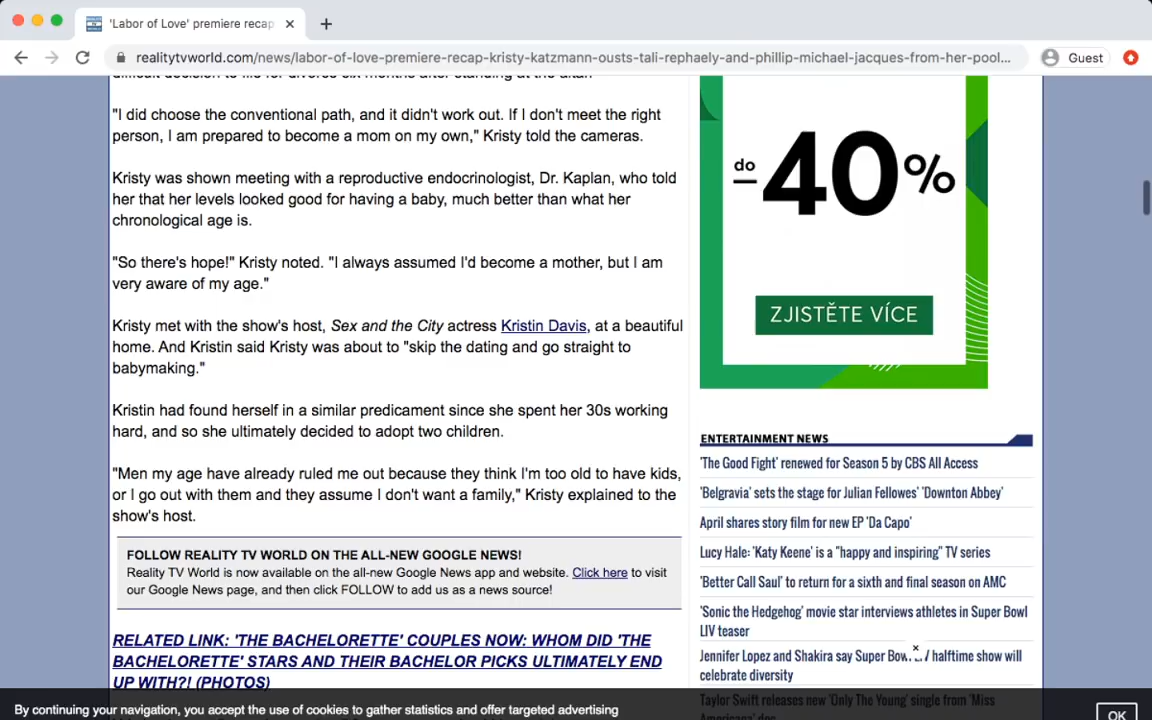 'Labor of Love' premiere recap
realitytvworld.com/news/labor-of-love-premiere-recap-kristy-katzmann-ousts-tali-rephaely-and-phillip-michael-jacques-from-her-pool...
Guest
"I did choose the conventional path, and it didn't work out. If I don't meet the right
person, I am prepared to become a mom on my own," Kristy told the cameras.
Kristy was shown meeting with a reproductive endocrinologist, Dr. Kaplan, who told
her that her levels looked good for having a baby, much better than what her
chronological age is.
"So there's hope!" Kristy noted. "I always assumed I'd become a mother, but I am
very aware of my age."
Kristy met with the show's host, Sex and the City actress Kristin Davis, at a beautiful
home. And Kristin said Kristy was about to "skip the dating and go straight to
babymaking."
Kristin had found herself in a similar predicament since she spent her 30s working
hard, and so she ultimately decided to adopt two children.
"Men my age have already ruled me out because they think I'm too old to have kids,
or I go out with them and they assume I don't want a family," Kristy explained to the
show's host.
FOLLOW REALITY TV WORLD ON THE ALL-NEW GOOGLE NEWS!
Reality TV World is now available on the all-new Google News app and website. Click here to visit
our Google News page, and then click FOLLOW to add us as a news source!
RELATED LINK: 'THE BACHELORETTE' COUPLES NOW: WHOM DID 'THE
BACHELORETTE' STARS AND THEIR BACHELOR PICKS ULTIMATELY END
UP WITH?! (PHOTOS)
do
–40%
ZJISTĚTE VÍCE
ENTERTAINMENT NEWS
'The Good Fight' renewed for Season 5 by CBS All Access
'Belgravia' sets the stage for Julian Fellowes' 'Downton Abbey'
April shares story film for new EP 'Da Capo'
Lucy Hale: 'Katy Keene' is a "happy and inspiring" TV series
'Better Call Saul' to return for a sixth and final season on AMC
'Sonic the Hedgehog' movie star interviews athletes in Super Bowl
LIV teaser
Jennifer Lopez and Shakira say Super Bowl LIV halftime show will
celebrate diversity
Taylor Swift releases new 'Only The Young' single from 'Miss
By continuing your navigation, you accept the use of cookies to gather statistics and offer targeted advertising
OK